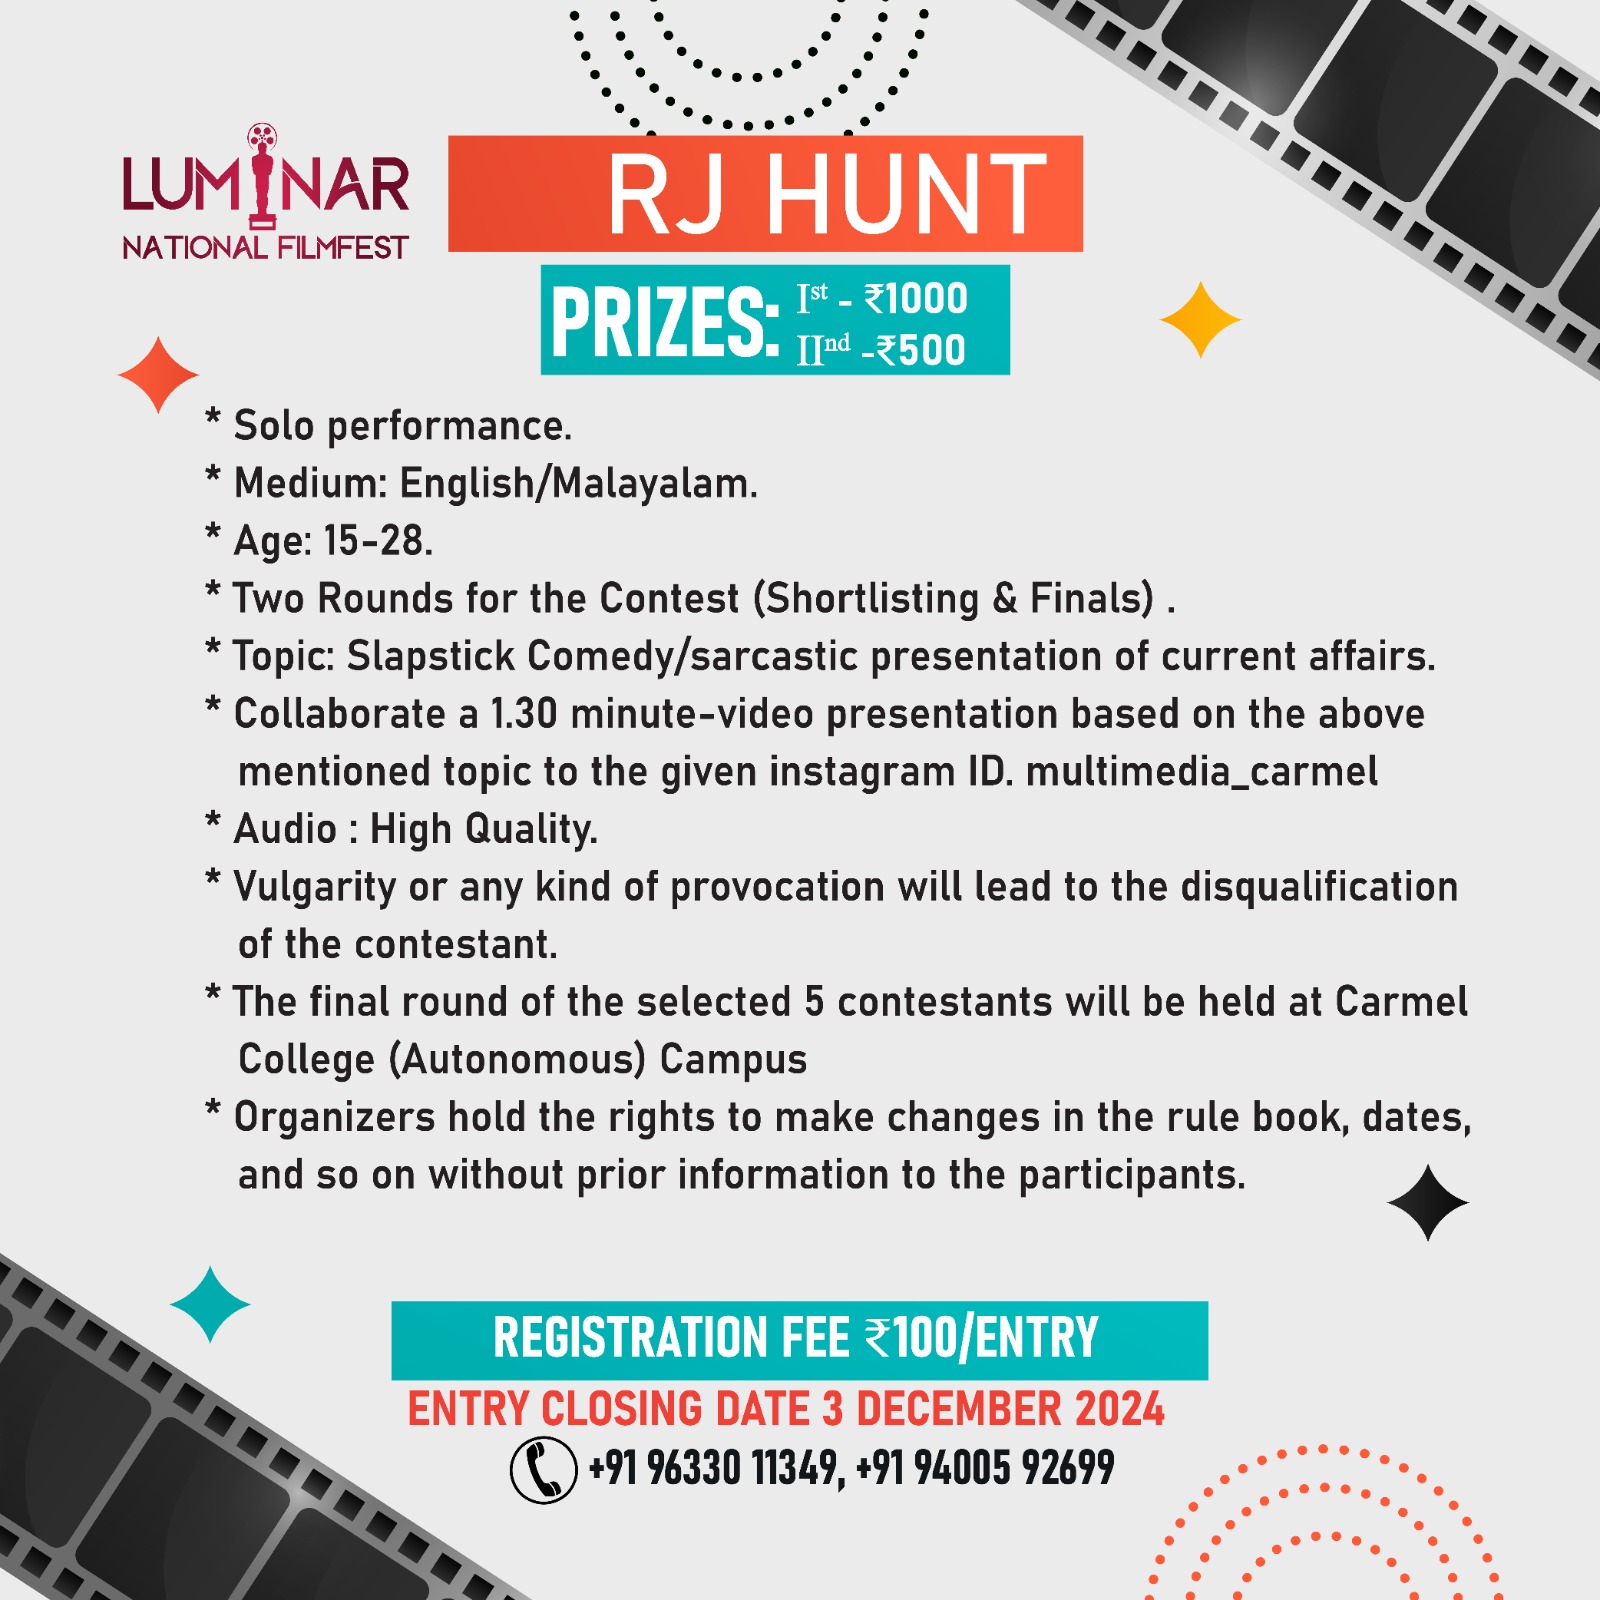 LUMINAR
NATIONAL FILMFEST
RJ HUNT
PRIZES:
Ist - ₹1000
IInd -₹500
* Solo performance.
* Medium: English/Malayalam.
* Age: 15-28.
* Two Rounds for the Contest (Shortlisting & Finals) .
* Topic: Slapstick Comedy/sarcastic presentation of current affairs.
* Collaborate a 1.30 minute-video presentation based on the above
mentioned topic to the given instagram ID. multimedia_carmel
* Audio : High Quality.
* Vulgarity or any kind of provocation will lead to the disqualification
of the contestant.
* The final round of the selected 5 contestants will be held at Carmel
College (Autonomous) Campus
* Organizers hold the rights to make changes in the rule book, dates,
and so on without prior information to the participants.
REGISTRATION FEE ₹100/ENTRY
ENTRY CLOSING DATE 3 DECEMBER 2024
+91 96330 11349, +91 94005 92699